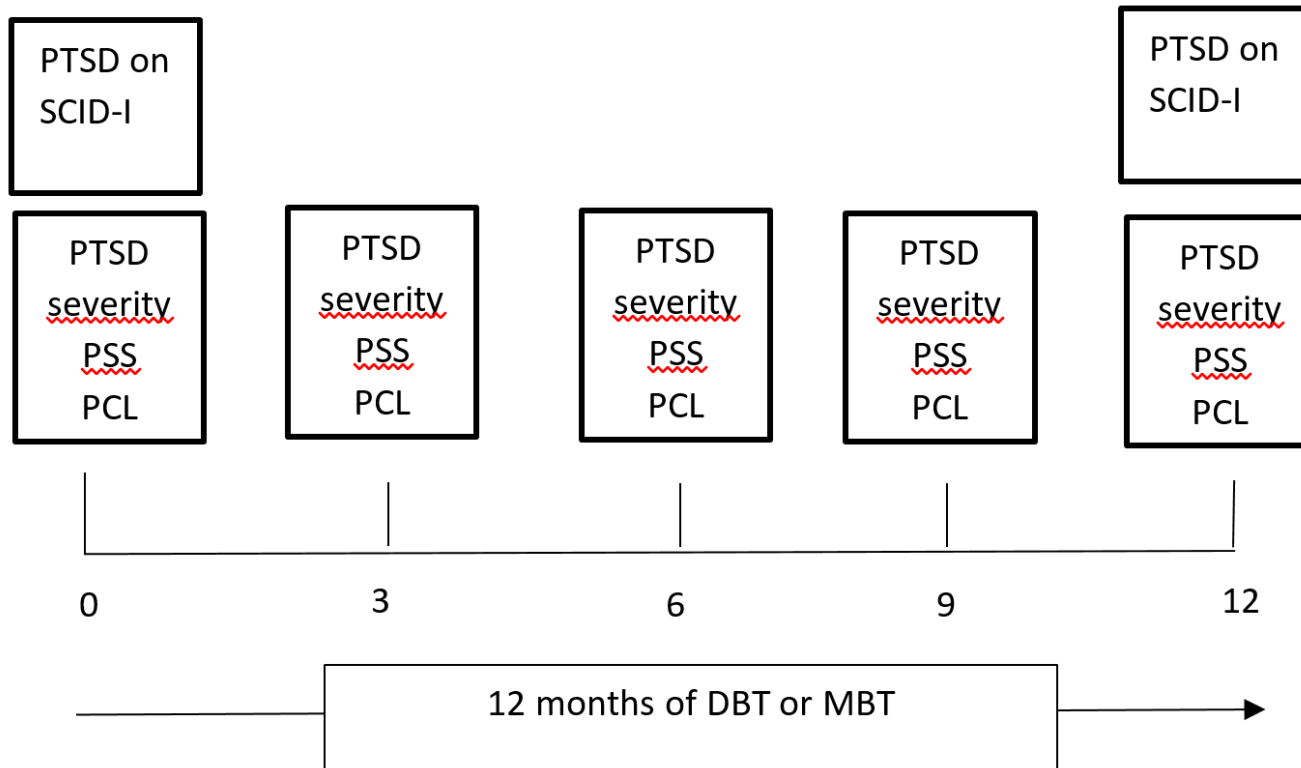 PTSD on
SCID-I
PTSD on
SCID-I
PTSD
severity
PSS
PCL
PTSD
severity
PSS
PCL
PTSD
severity
PSS
PCL
PTSD
severity
PSS
PCL
PTSD
severity
PSS
PCL
0
3
6
9
12
12 months of DBT or MBT